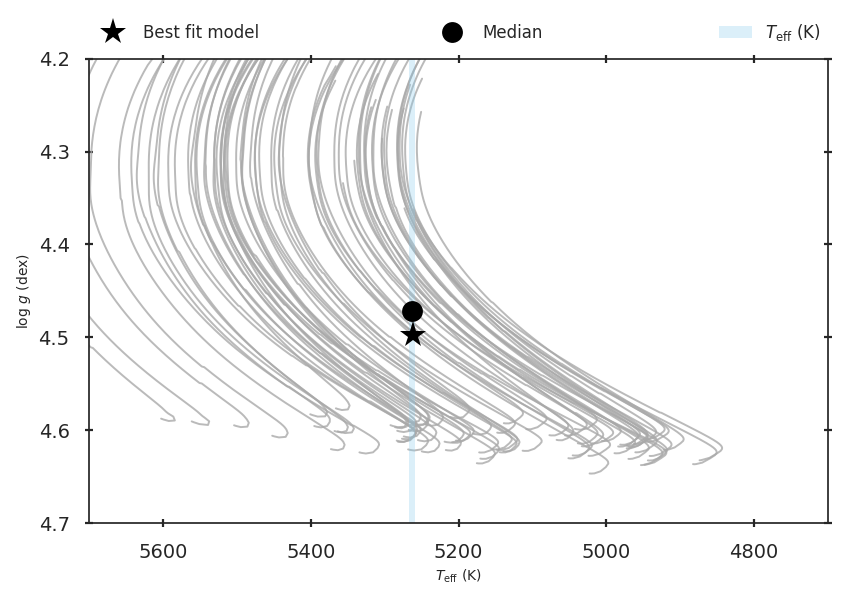 Best fit model Median T_eff (K)
4.2
4.3
4.4
4.5
4.6
4.7
log g (dex)
5600 5400 5200 5000 4800
T_eff (K)